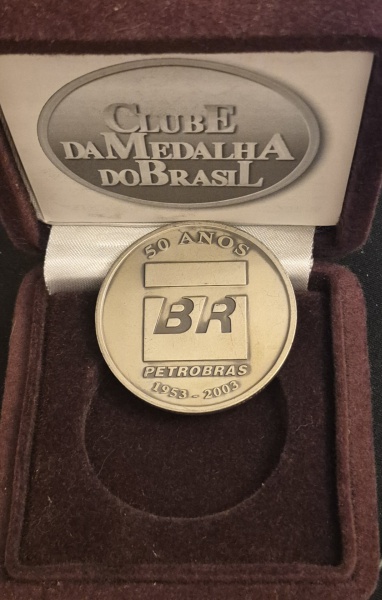 CLUBE
DA MEDALHA
DO BRASIL
50 ANOS
BR
PETROBRAS
1953 - 2003